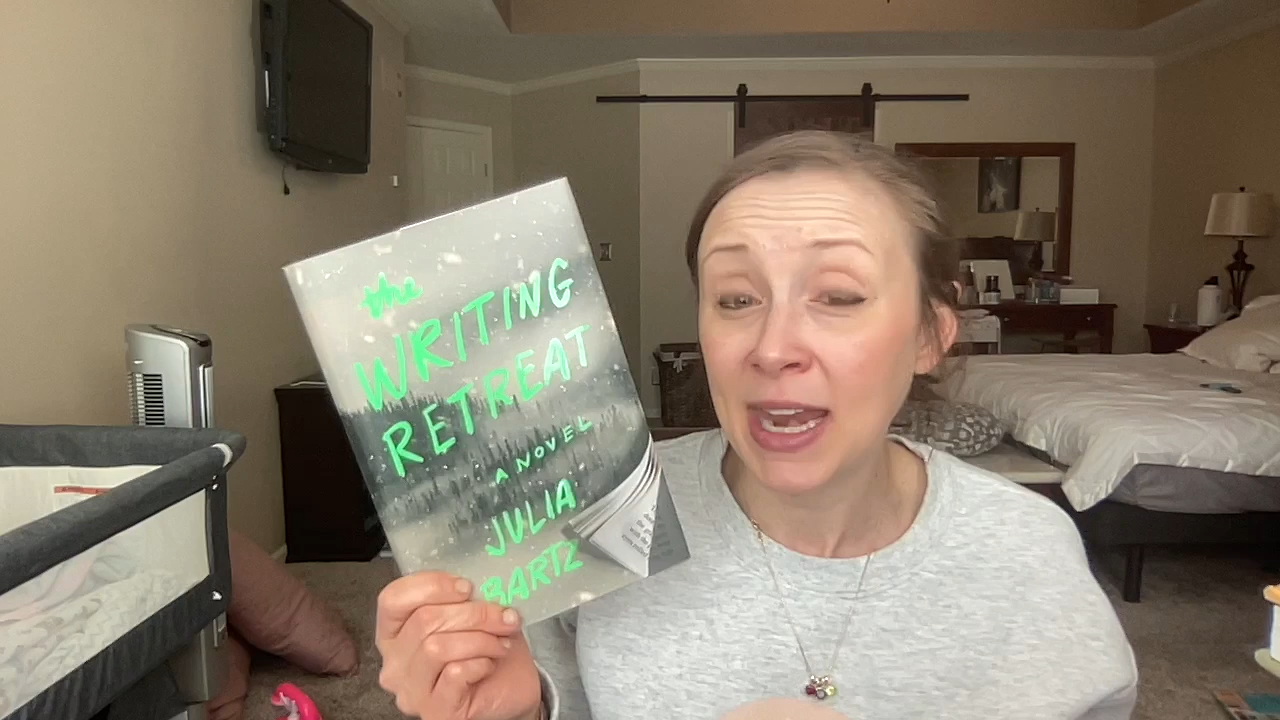 the
WRITING
RETREAT
A NOVEL
JULIA
BARTZ